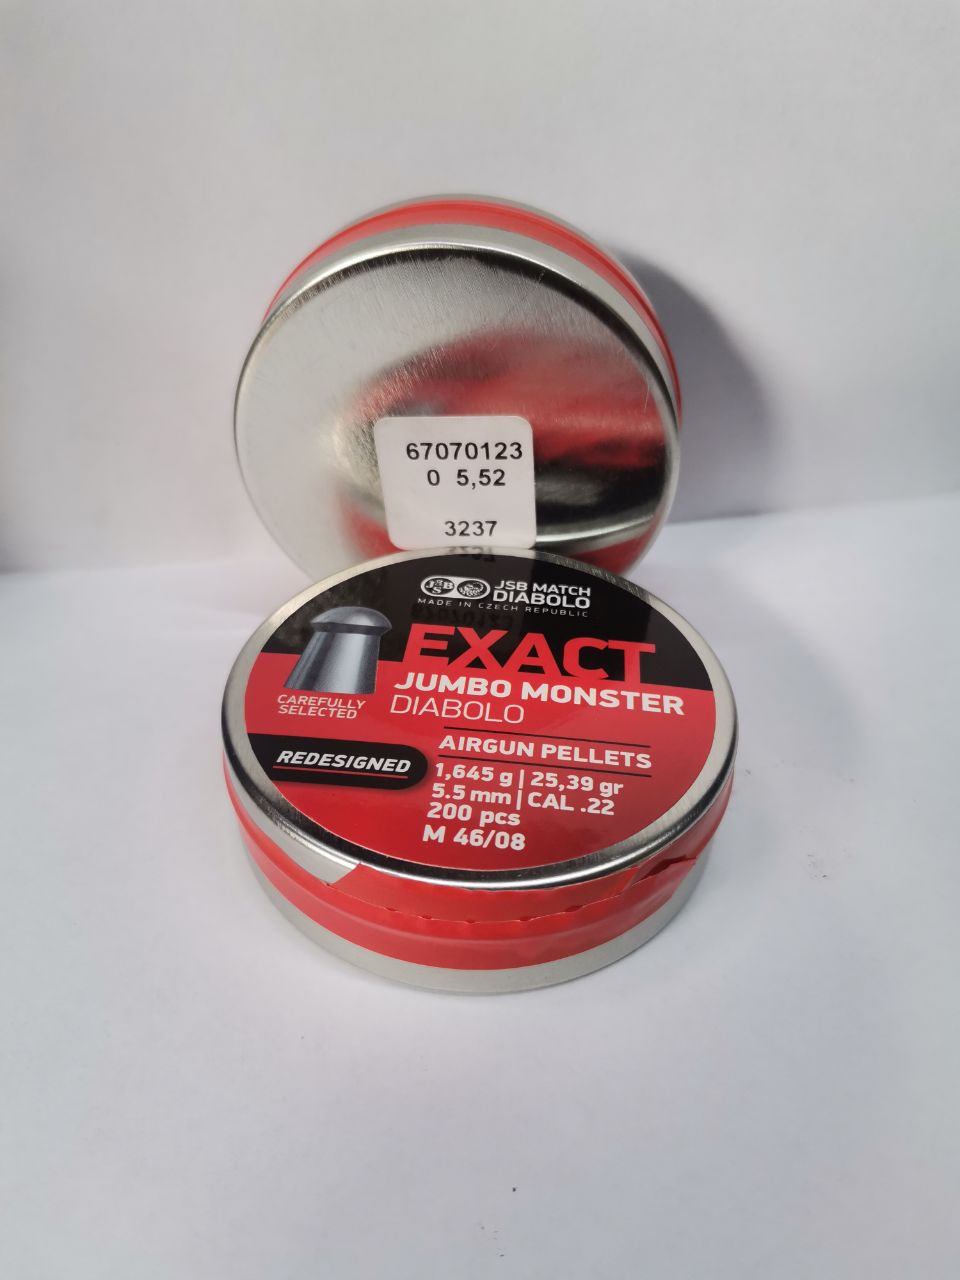 67070123
0 5,52
3237
JSB
JSB MATCH
DIABOLO
MADE IN CZECH REPUBLIC
EXACT
JUMBO MONSTER
DIABOLO
CAREFULLY
SELECTED
AIRGUN PELLETS
REDESIGNED
1,645 g | 25,39 gr
5.5 mm | CAL .22
200 pcs
M 46/08